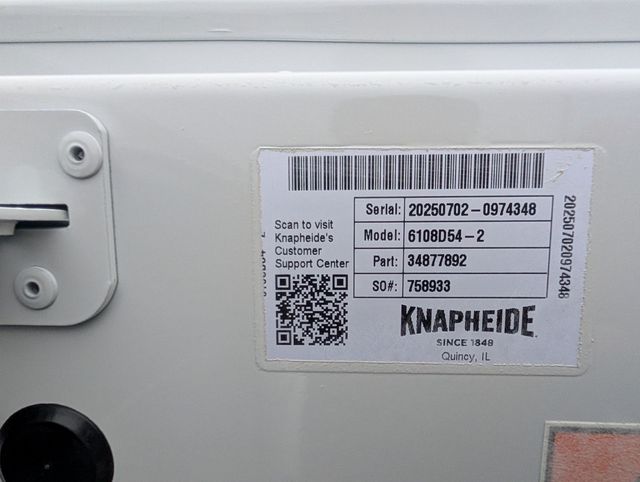 Scan to visit
Knapheide's
Customer
Support Center
Serial: 20250702-0974348
Model: 6108D54-2
Part: 34877892
SO#: 758933
202507020974348
KNAPHEIDE
SINCE 1848
Quincy, IL